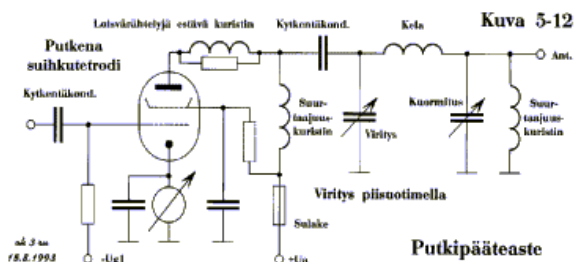 Loisvärähtelyjä estävä kuristin
Kytkentäkond.
Kela
Kuva 5-12
Putkena
suihkutetrodi
Ant.
Kytkentäkond.
Suur-
taajuus-
kuristin
Viritys
Kuormitus
Suur-
taajuus-
kuristin
Viritys piisuotimella
Sulake
18.8.1993
-Ug1
+Ua
Putkipääteaste